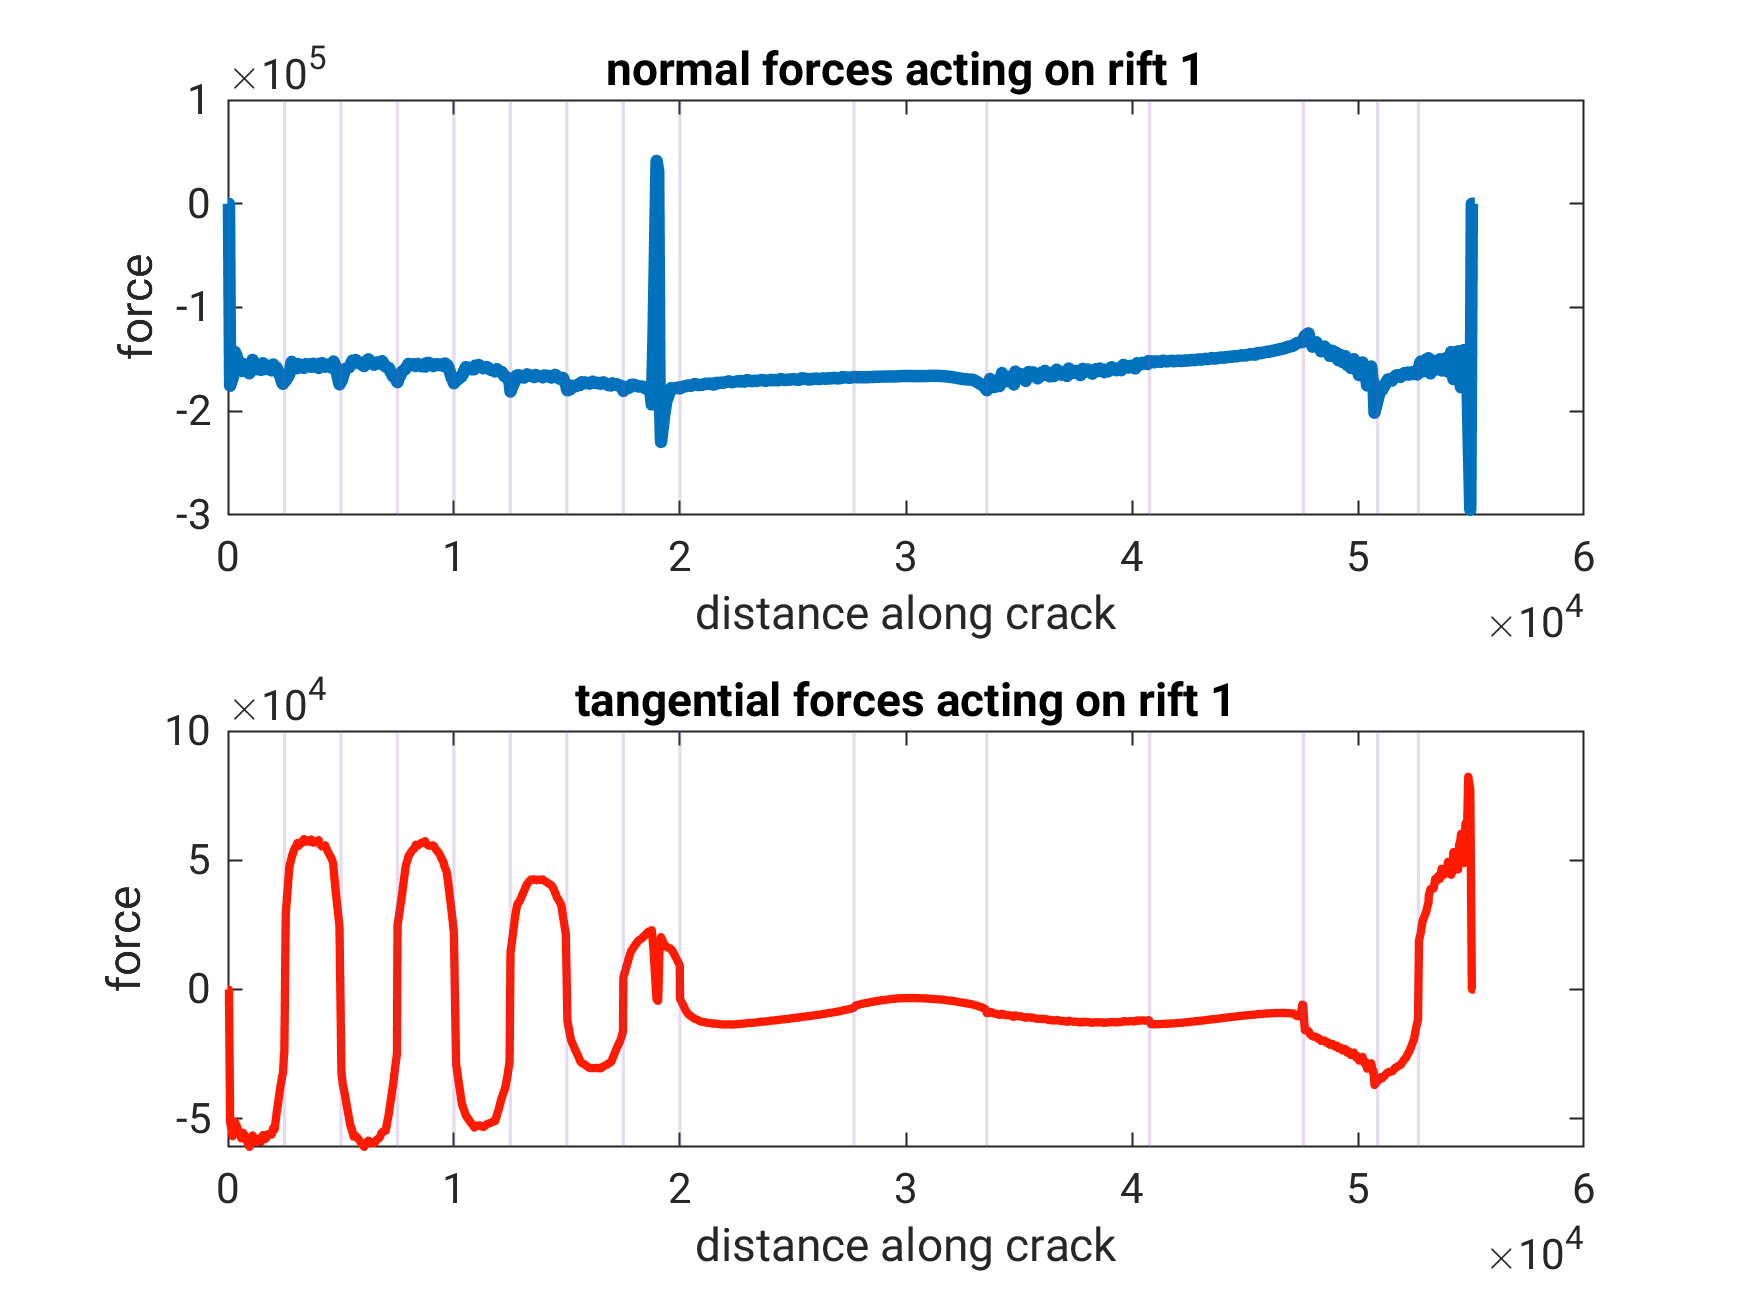 ×10^5
normal forces acting on rift 1
1
0
-1
-2
-3
force
0 1 2 3 4 5 6
distance along crack
×10^4
×10^4
tangential forces acting on rift 1
10
5
0
-5
force
0 1 2 3 4 5 6
distance along crack
×10^4